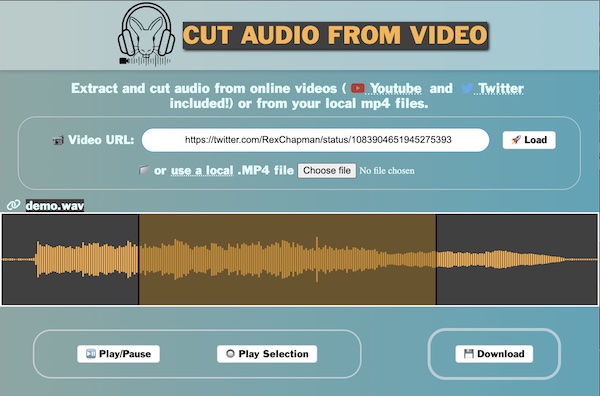 CUT AUDIO FROM VIDEO
Extract and cut audio from online videos ( Youtube and Twitter
included!) or from your local mp4 files.
Video URL: https://twitter.com/RexChapman/status/1083904651945275393 Load
or use a local .MP4 file Choose file No file chosen
demo.wav
Play/Pause Play Selection Download